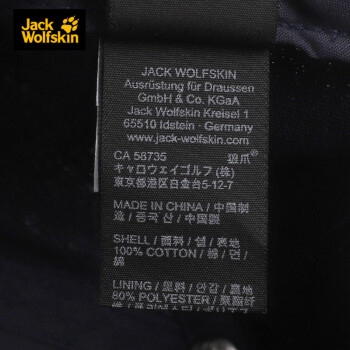 Jack
Wolfskin
JACK WOLFSKIN
Ausrüstung für Draussen
GmbH & Co. KGaA
Jack Wolfskin Kreisel 1
65510 Idstein - Germany
www.jack-wolfskin.com
CA 58735 狼爪®
キャロウェイゴルフ(株)
東京都港区白金台5-12-7
MADE IN CHINA / 中国制
造 / 중국 산 / 中国製
SHELL / 面料 / 쉘 / 表地
100% COTTON / 棉 / 면 /
綿
LINING / 里料 / 안감 / 裏地
80% POLYESTER / 聚酯纤